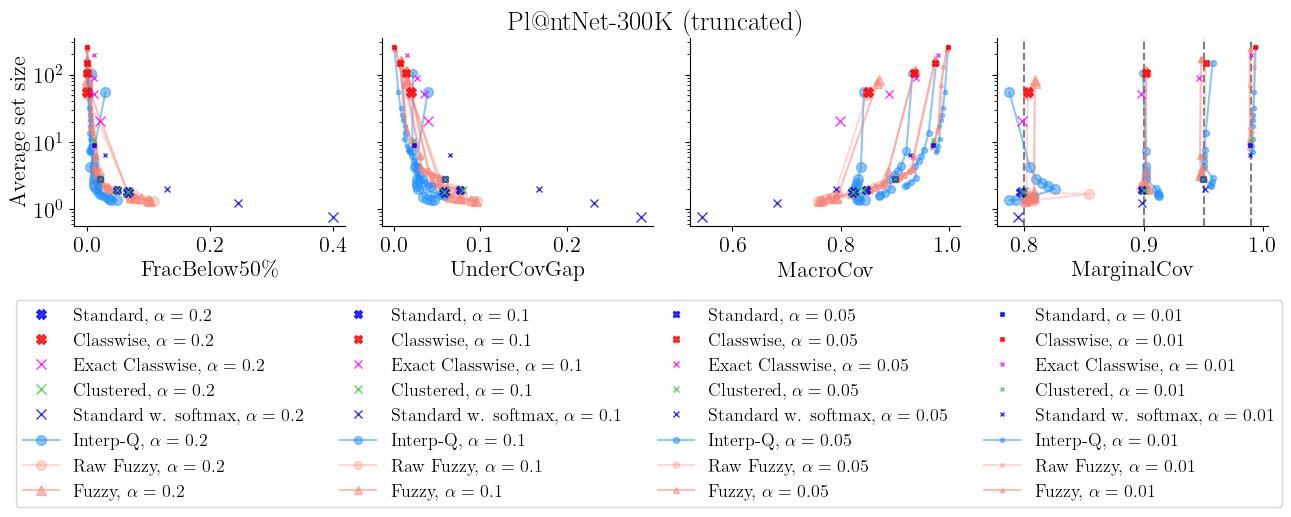 Pl@ntNet-300K (truncated)
Average set size
10²
10¹
10⁰
0.0 0.2 0.4
FracBelow50%
0.0 0.1 0.2
UnderCovGap
0.6 0.8 1.0
MacroCov
0.8 0.9 1.0
MarginalCov
Standard, α = 0.2
Classwise, α = 0.2
Exact Classwise, α = 0.2
Clustered, α = 0.2
Standard w. softmax, α = 0.2
Interp-Q, α = 0.2
Raw Fuzzy, α = 0.2
Fuzzy, α = 0.2
Standard, α = 0.1
Classwise, α = 0.1
Exact Classwise, α = 0.1
Clustered, α = 0.1
Standard w. softmax, α = 0.1
Interp-Q, α = 0.1
Raw Fuzzy, α = 0.1
Fuzzy, α = 0.1
Standard, α = 0.05
Classwise, α = 0.05
Exact Classwise, α = 0.05
Clustered, α = 0.05
Standard w. softmax, α = 0.05
Interp-Q, α = 0.05
Raw Fuzzy, α = 0.05
Fuzzy, α = 0.05
Standard, α = 0.01
Classwise, α = 0.01
Exact Classwise, α = 0.01
Clustered, α = 0.01
Standard w. softmax, α = 0.01
Interp-Q, α = 0.01
Raw Fuzzy, α = 0.01
Fuzzy, α = 0.01